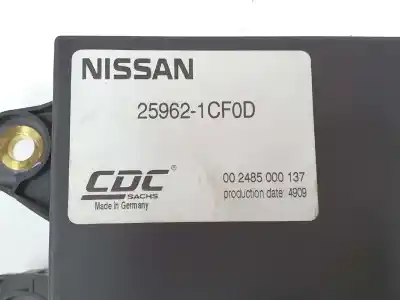 NISSAN
25962-1CF0D
CDC®
SACHS
Made in Germany
00 2485 000 137
production date: 4909